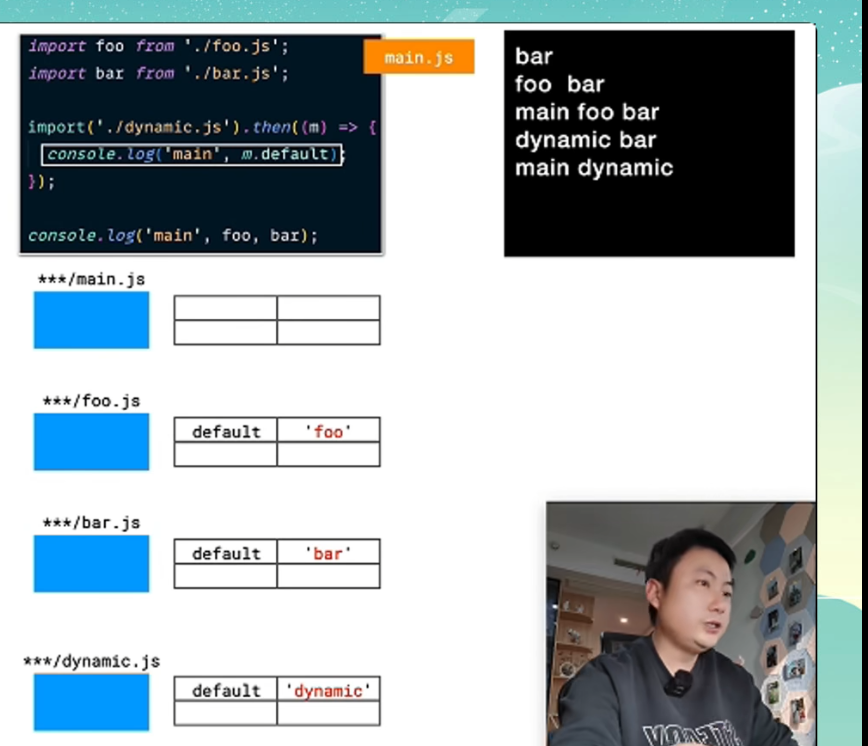 import foo from './foo.js';
import bar from './bar.js';
import('./dynamic.js').then((m) => {
console.log('main', m.default);
});
console.log('main', foo, bar);
main.js
bar
foo bar
main foo bar
dynamic bar
main dynamic
***/main.js
***/foo.js
default 'foo'
***/bar.js
default 'bar'
***/dynamic.js
default 'dynamic'